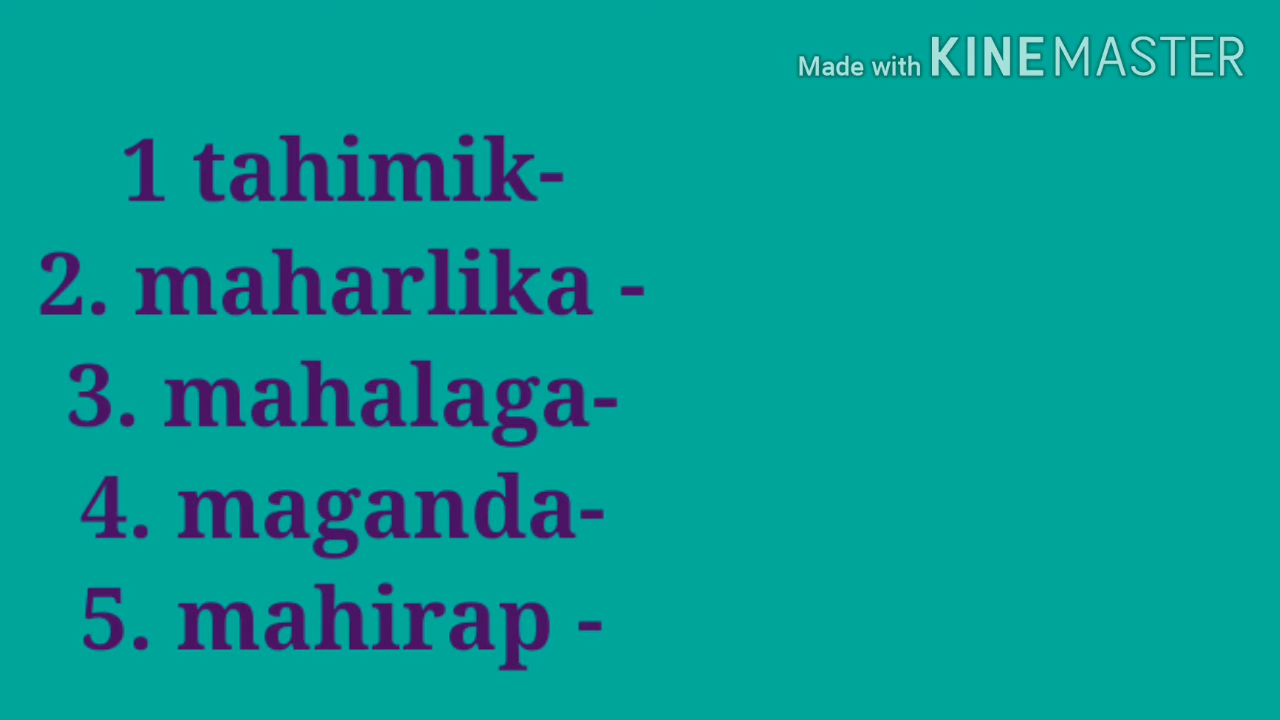 Made with KINEMASTER
1 tahimik-
2. maharlika -
3. mahalaga-
4. maganda-
5. mahirap -